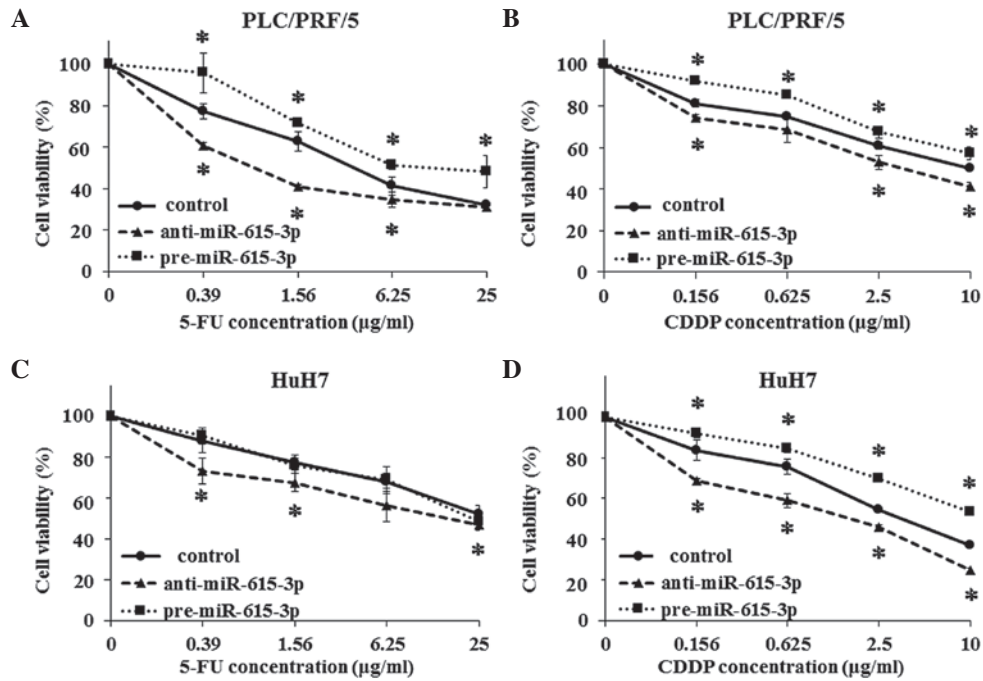 A
PLC/PRF/5
*
*
*
*
*
*
*
100
80
60
40
20
0
Cell viability (%)
control
anti-miR-615-3p
pre-miR-615-3p
0 0.39 1.56 6.25 25
5-FU concentration (µg/ml)
B
PLC/PRF/5
*
*
*
*
*
*
*
100
80
60
40
20
0
Cell viability (%)
control
anti-miR-615-3p
pre-miR-615-3p
0 0.156 0.625 2.5 10
CDDP concentration (µg/ml)
C
HuH7
*
*
*
100
80
60
40
20
0
Cell viability (%)
control
anti-miR-615-3p
pre-miR-615-3p
0 0.39 1.56 6.25 25
5-FU concentration (µg/ml)
D
HuH7
*
*
*
*
*
*
*
*
100
80
60
40
20
0
Cell viability (%)
control
anti-miR-615-3p
pre-miR-615-3p
0 0.156 0.625 2.5 10
CDDP concentration (µg/ml)